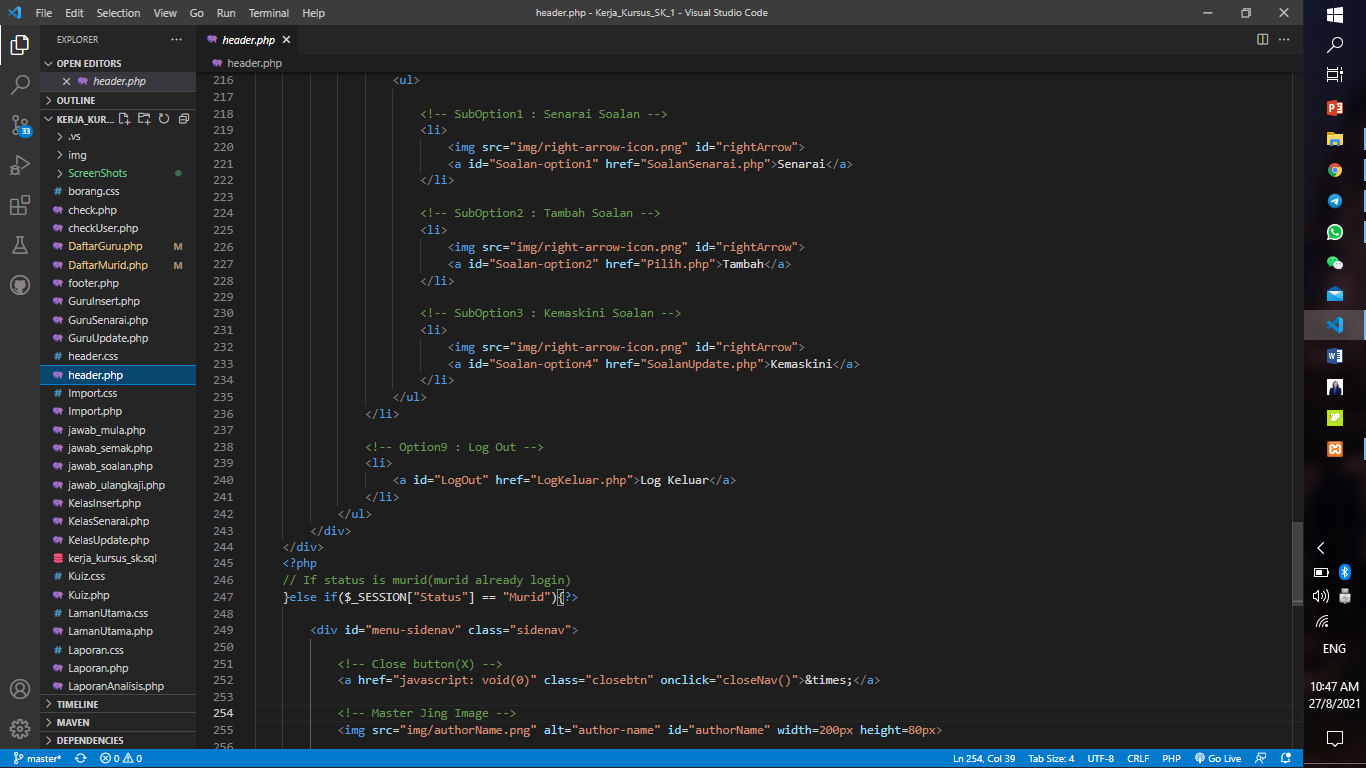 File Edit Selection View Go Run Terminal Help
header.php - Kerja_Kursus_SK_1 - Visual Studio Code
EXPLORER
OPEN EDITORS
header.php
OUTLINE
KERJA_KUR...
.vs
img
ScreenShots
borang.css
check.php
checkUser.php
DaftarGuru.php M
DaftarMurid.php M
footer.php
GuruInsert.php
GuruSenarai.php
GuruUpdate.php
header.css
header.php
Import.css
Import.php
jawab_mula.php
jawab_semak.php
jawab_soalan.php
jawab_ulangkaji.php
KelasInsert.php
KelasSenarai.php
KelasUpdate.php
kerja_kursus_sk.sql
Kuiz.css
Kuiz.php
LamanUtama.css
LamanUtama.php
Laporan.css
Laporan.php
LaporanAnalisis.php
TIMELINE
MAVEN
DEPENDENCIES
33
header.php
header.php
216 <ul>
217
218 <!-- SubOption1 : Senarai Soalan -->
219 <li>
220 <img src="img/right-arrow-icon.png" id="rightArrow">
221 <a id="Soalan-option1" href="SoalanSenarai.php">Senarai</a>
222 </li>
223
224 <!-- SubOption2 : Tambah Soalan -->
225 <li>
226 <img src="img/right-arrow-icon.png" id="rightArrow">
227 <a id="Soalan-option2" href="Pilih.php">Tambah</a>
228 </li>
229
230 <!-- SubOption3 : Kemaskini Soalan -->
231 <li>
232 <img src="img/right-arrow-icon.png" id="rightArrow">
233 <a id="Soalan-option4" href="SoalanUpdate.php">Kemaskini</a>
234 </li>
235 </ul>
236 </li>
237
238 <!-- Option9 : Log Out -->
239 <li>
240 <a id="LogOut" href="LogKeluar.php">Log Keluar</a>
241 </li>
242 </ul>
243 </div>
244 </div>
245 <?php
246 // If status is murid(murid already login)
247 }else if($_SESSION["Status"] == "Murid"){?>
248
249 <div id="menu-sidenav" class="sidenav">
250
251 <!-- Close button(X) -->
252 <a href="javascript: void(0)" class="closebtn" onclick="closeNav()">&times;</a>
253
254 <!-- Master Jing Image -->
255 <img src="img/authorName.png" alt="author-name" id="authorName" width=200px height=80px>
256
master* 0 0
Ln 254, Col 39 Tab Size: 4 UTF-8 CRLF PHP Go Live
ENG
10:47 AM
27/8/2021